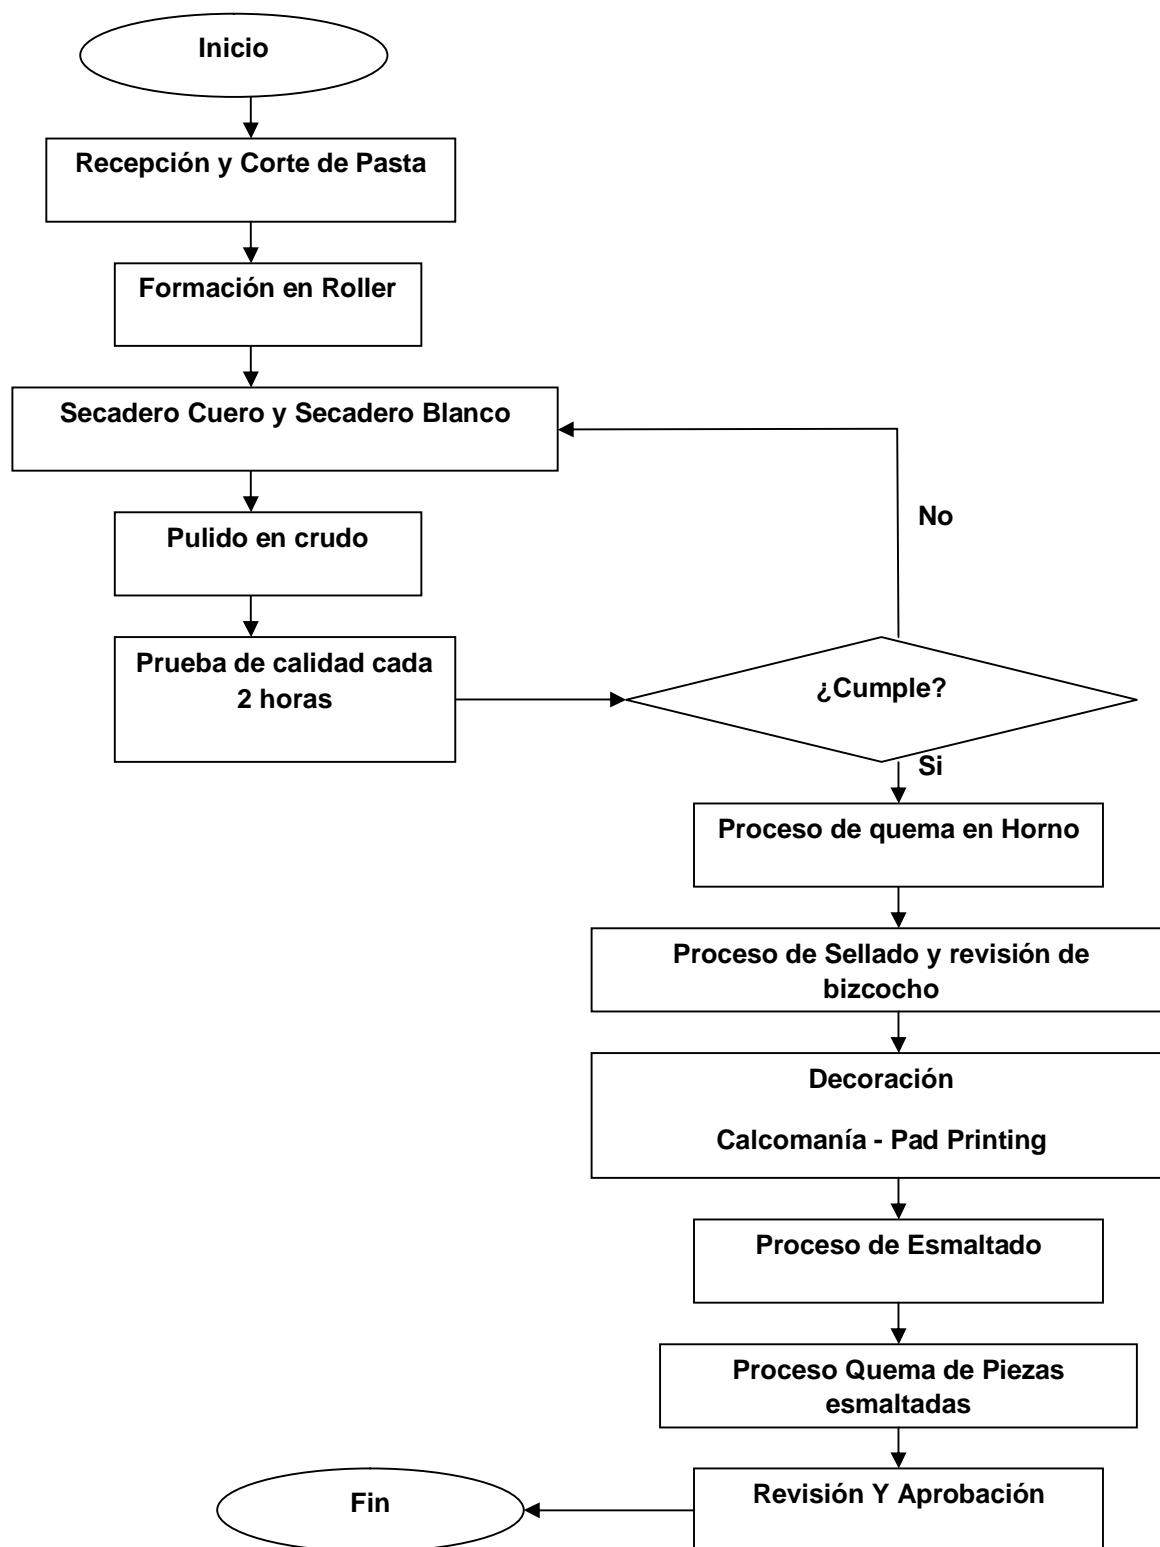 Inicio
Recepción y Corte de Pasta
Formación en Roller
Secadero Cuero y Secadero Blanco
No
Pulido en crudo
Prueba de calidad cada
2 horas
¿Cumple?
Si
Proceso de quema en Horno
Proceso de Sellado y revisión de
bizcocho
Decoración
Calcomanía - Pad Printing
Proceso de Esmaltado
Proceso Quema de Piezas
esmaltadas
Revisión Y Aprobación
Fin